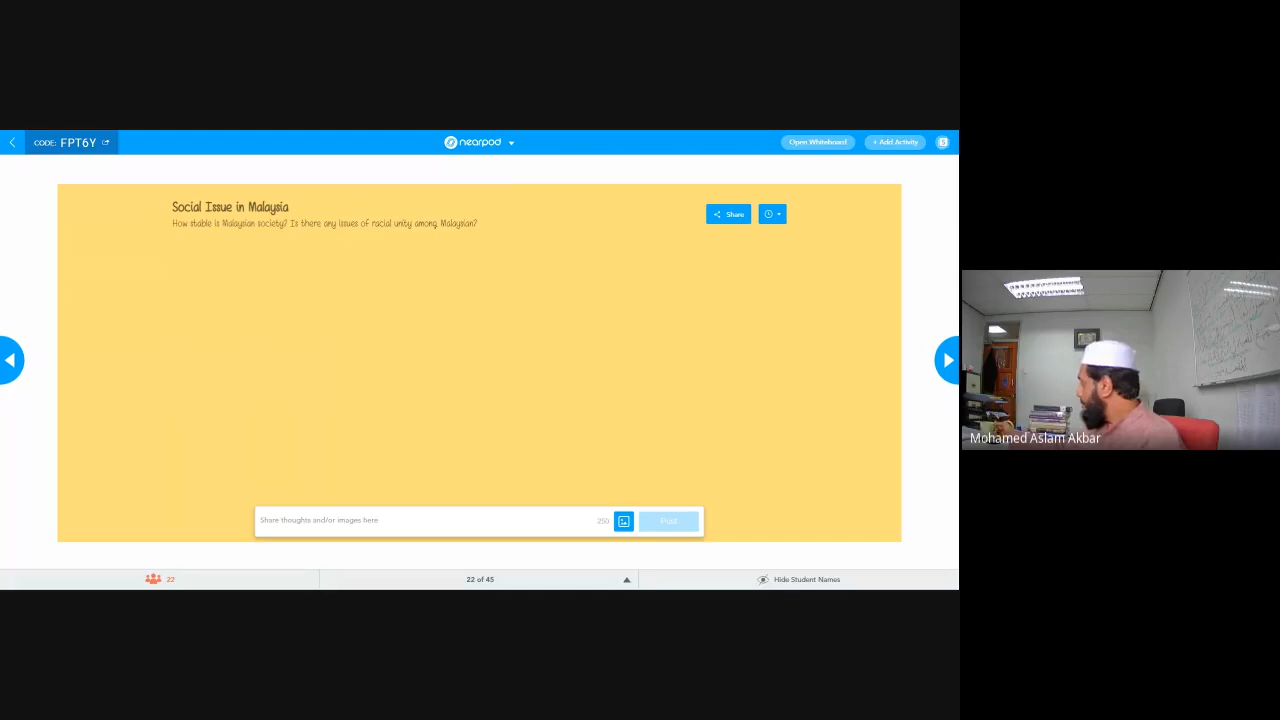 CODE: FPT6Y
nearpod
Open Whiteboard
+ Add Activity
Social Issue in Malaysia
How stable is Malaysian society? Is there any issues of racial unity among Malaysian?
Share
Share thoughts and/or images here
250
Post
22
22 of 45
Hide Student Names
Mohamed Aslam Akbar